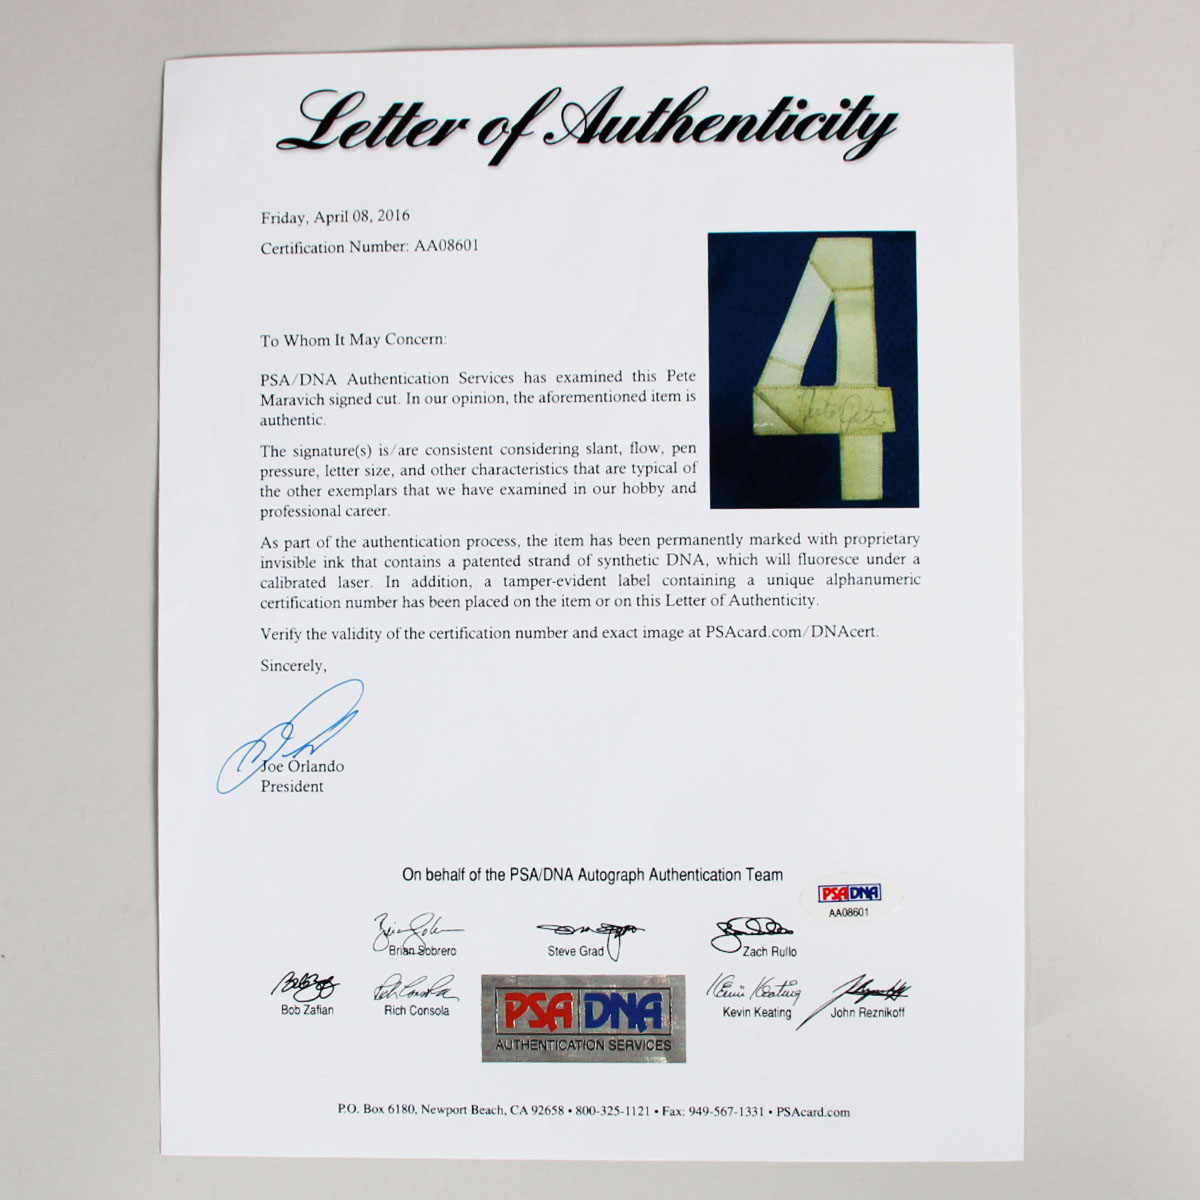 Letter of Authenticity
Friday, April 08, 2016
Certification Number: AA08601
To Whom It May Concern:
PSA/DNA Authentication Services has examined this Pete
Maravich signed cut. In our opinion, the aforementioned item is
authentic.
The signature(s) is/are consistent considering slant, flow, pen
pressure, letter size, and other characteristics that are typical of
the other exemplars that we have examined in our hobby and
professional career.
4
As part of the authentication process, the item has been permanently marked with proprietary
invisible ink that contains a patented strand of synthetic DNA, which will fluoresce under a
calibrated laser. In addition, a tamper-evident label containing a unique alphanumeric
certification number has been placed on the item or on this Letter of Authenticity.
Verify the validity of the certification number and exact image at PSAcard.com/DNAcert.
Sincerely,
Joe Orlando
President
On behalf of the PSA/DNA Autograph Authentication Team
PSA DNA
AA08601
Brian Sobrero
Steve Grad
Zach Rullo
Bob Zafian
Rich Consola
Kevin Keating
Kevin Keating
John Reznikoff
PSA DNA
AUTHENTICATION SERVICES
P.O. Box 6180, Newport Beach, CA 92658 • 800-325-1121 • Fax: 949-567-1331 • PSAcard.com